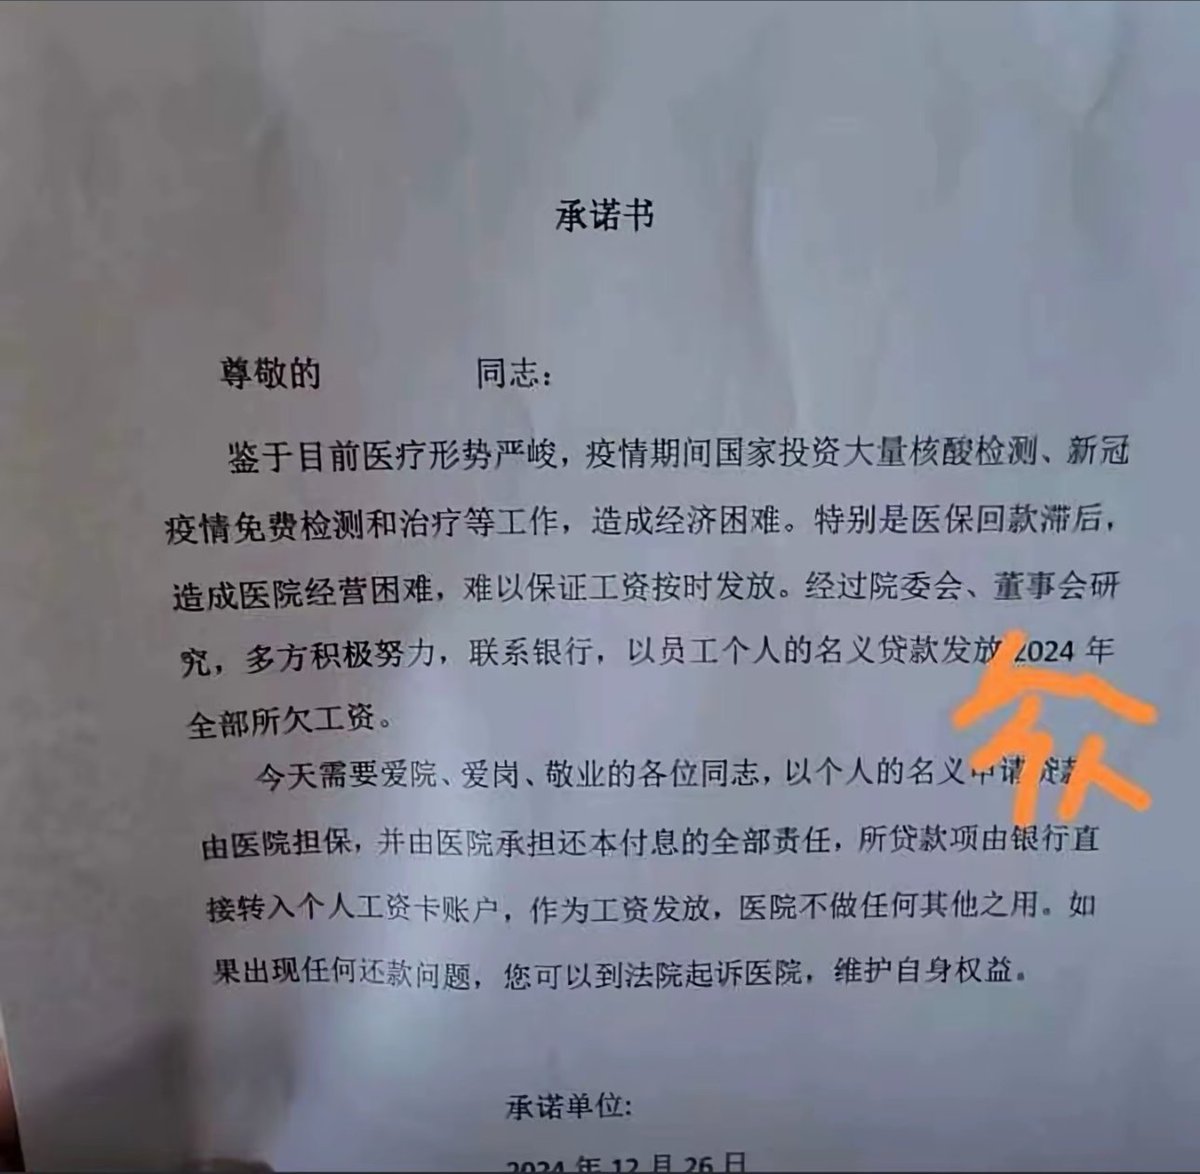 承诺书
尊敬的 同志：
鉴于目前医疗形势严峻，疫情期间国家投资大量核酸检测、新冠
疫情免费检测和治疗等工作，造成经济困难。特别是医保回款滞后，
造成医院经营困难，难以保证工资按时发放。经过院委会、董事会研
究，多方积极努力，联系银行，以员工个人的名义贷款发放 2024 年
全部所欠工资。
今天需要爱院、爱岗、敬业的各位同志，以个人的名义申请贷款
由医院担保，并由医院承担还本付息的全部责任，所贷款项由银行直
接转入个人工资卡账户，作为工资发放，医院不做任何其他之用。如
果出现任何还款问题，您可以到法院起诉医院，维护自身权益。
承诺单位:
2024 年 12 月 26 日